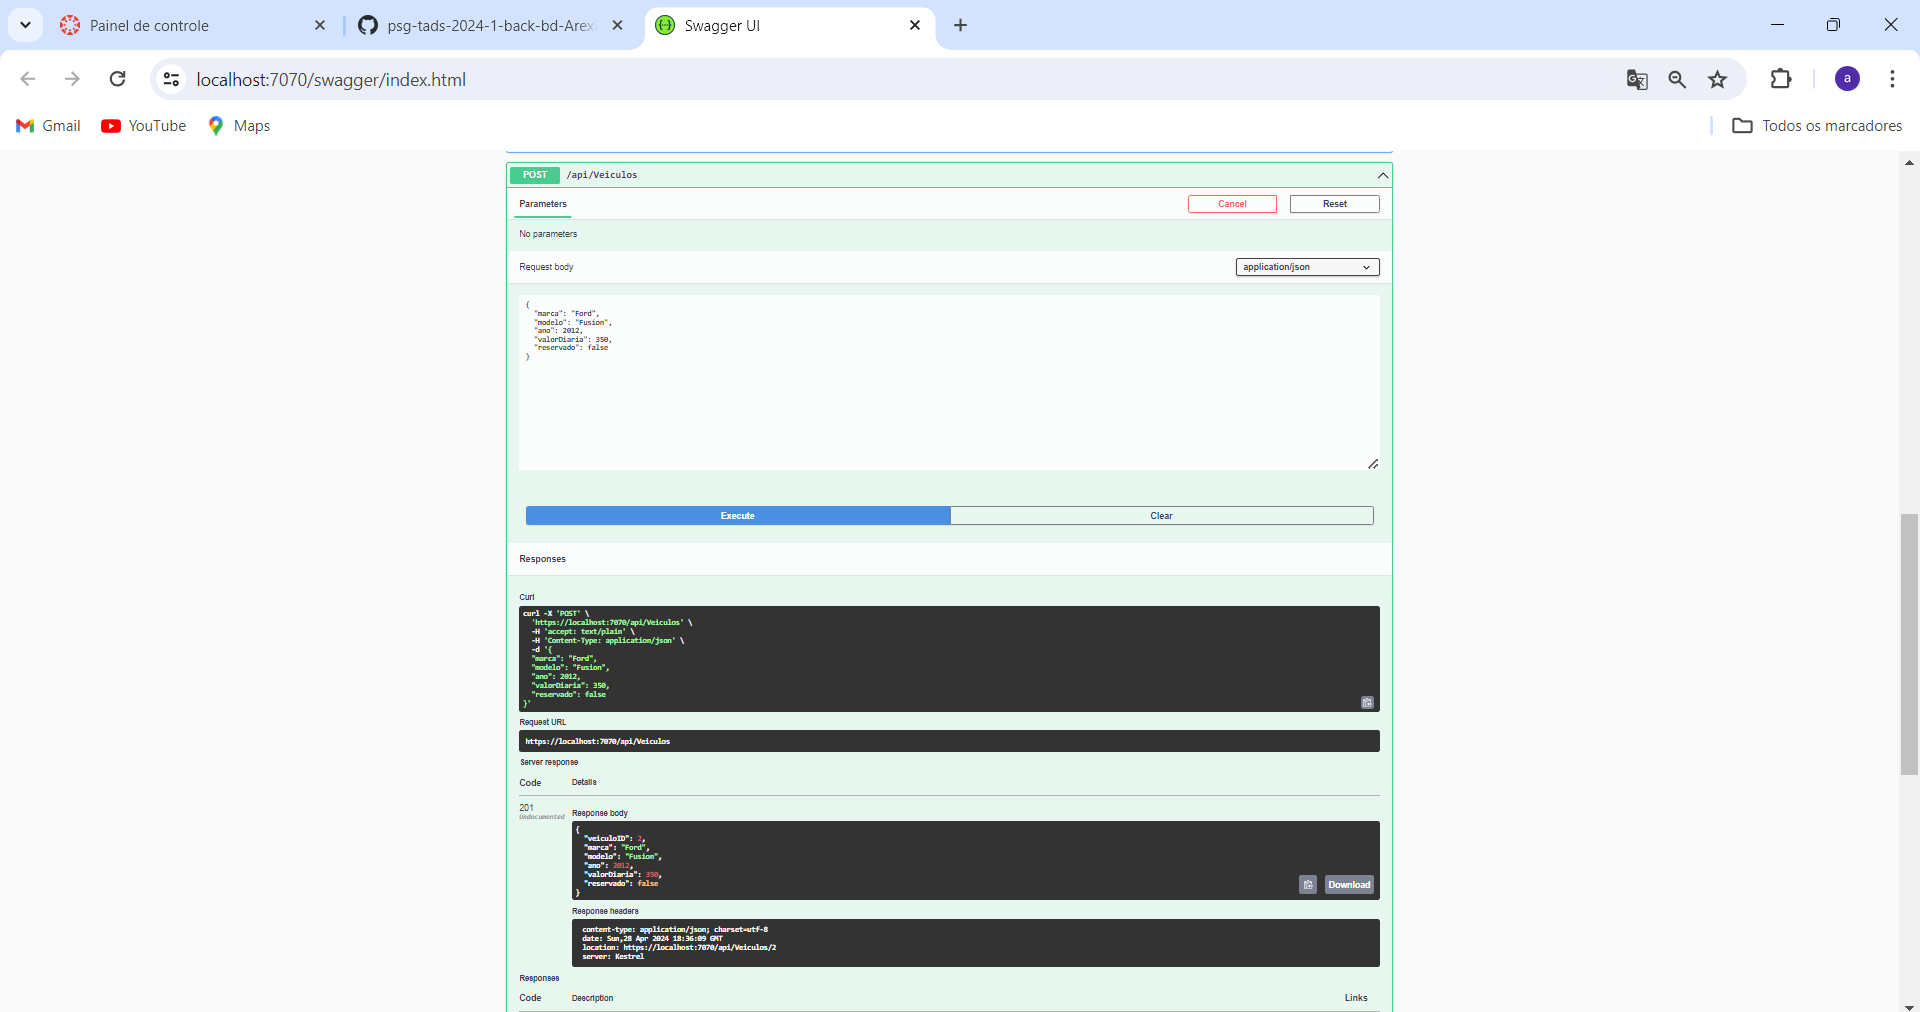 Painel de controle
psg-tads-2024-1-back-bd-Arex
Swagger UI
localhost:7070/swagger/index.html
a
Gmail
YouTube
Maps
Todos os marcadores
POST /api/Veiculos
Parameters
Cancel
Reset
No parameters
Request body
application/json
{
"marca": "Ford",
"modelo": "Fusion",
"ano": 2012,
"valorDiaria": 350,
"reservado": false
}
Execute
Clear
Responses
Curl
curl -X 'POST' \
'https://localhost:7070/api/Veiculos' \
-H 'accept: text/plain' \
-H 'Content-Type: application/json' \
-d '{
"marca": "Ford",
"modelo": "Fusion",
"ano": 2012,
"valorDiaria": 350,
"reservado": false
}'
Request URL
https://localhost:7070/api/Veiculos
Server response
Code Details
201
Undocumented
Response body
{
"veiculoID": 2,
"marca": "Ford",
"modelo": "Fusion",
"ano": 2012,
"valorDiaria": 350,
"reservado": false
}
Download
Response headers
content-type: application/json; charset=utf-8
date: Sun,28 Apr 2024 18:36:09 GMT
location: https://localhost:7070/api/Veiculos/2
server: Kestrel
Responses
Code Description Links